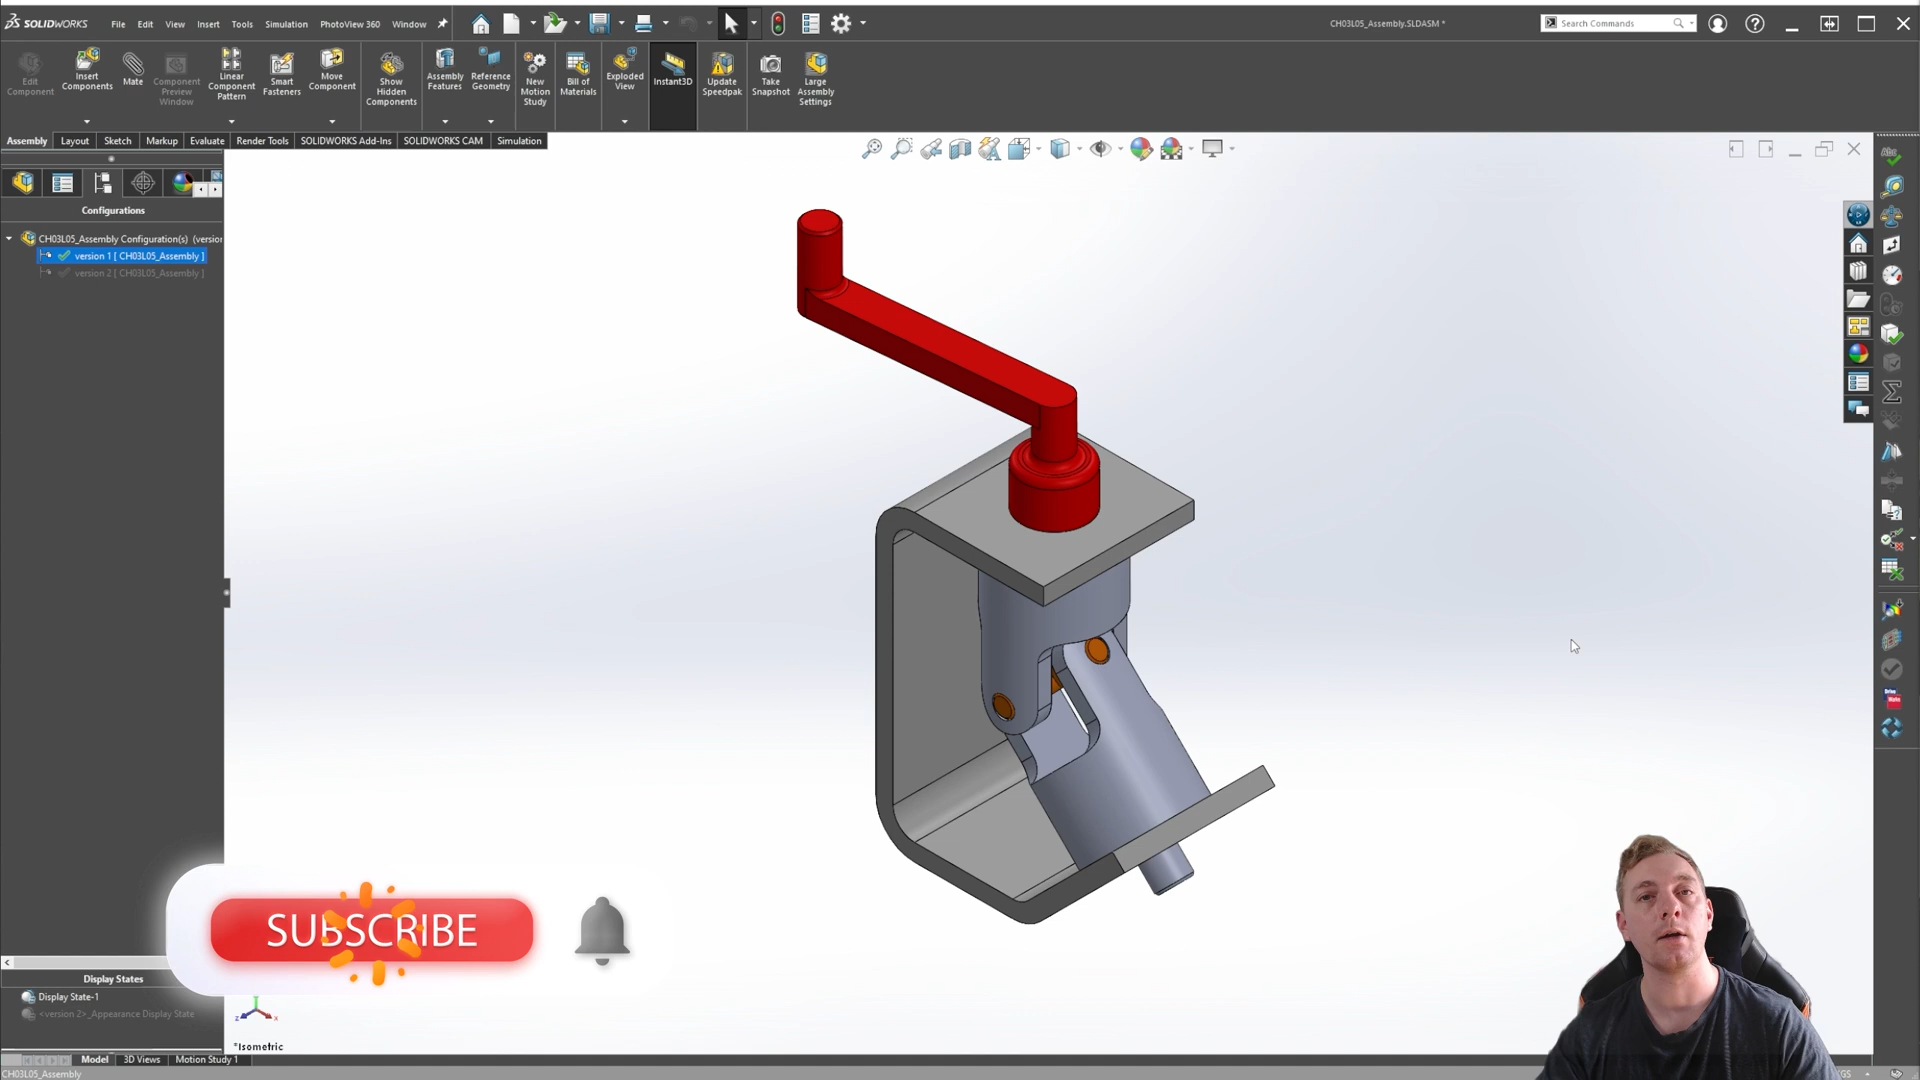 SOLIDWORKS File Edit View Insert Tools Simulation PhotoView 360 Window
CH03L05_Assembly.SLDASM *
Search Commands
Edit Component
Insert Components
Mate
Component Preview Window
Linear Component Pattern
Smart Fasteners
Move Component
Show Hidden Components
Assembly Features
Reference Geometry
New Motion Study
Bill of Materials
Exploded View
Instant3D
Update Speedpak
Take Snapshot
Large Assembly Settings
Assembly Layout Sketch Markup Evaluate Render Tools SOLIDWORKS Add-Ins SOLIDWORKS CAM Simulation
Configurations
CH03L05_Assembly Configuration(s) (version
version 1 [ CH03L05_Assembly ]
version 2 [ CH03L05_Assembly ]
SUBSCRIBE
Display States
Display State-1
<version 2>_Appearance Display State
z x
*Isometric
Model 3D Views Motion Study 1
CH03L05_Assembly